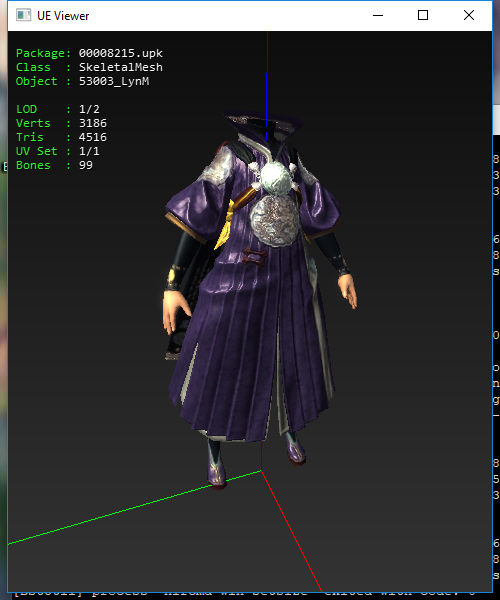 UE Viewer
Package: 00008215.upk
Class : SkeletalMesh
Object : 53003_LynM
LOD : 1/2
Verts : 3186
Tris : 4516
UV Set : 1/1
Bones : 99